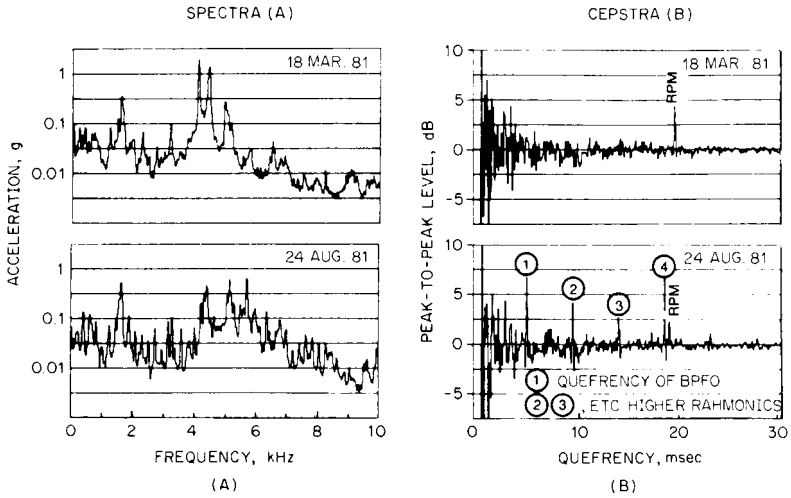 SPECTRA (A)
CEPSTRA (B)
18 MAR. 81
1
0.1
0.01
24 AUG. 81
1
0.1
0.01
0 2 4 6 8 10
ACCELERATION, g
FREQUENCY, kHz
(A)
18 MAR. 81
RPM
10
5
0
-5
24 AUG. 81
1
2
3
4
RPM
10
5
0
-5
1 QUEFRENCY OF BPFO
2 3 , ETC HIGHER RAHMONICS
0 10 20 30
PEAK-TO-PEAK LEVEL, dB
QUEFRENCY, msec
(B)